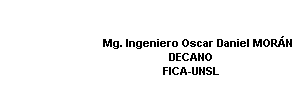 Mg. Ingeniero Oscar Daniel MORÁN
DECANO
FICA-UNSL